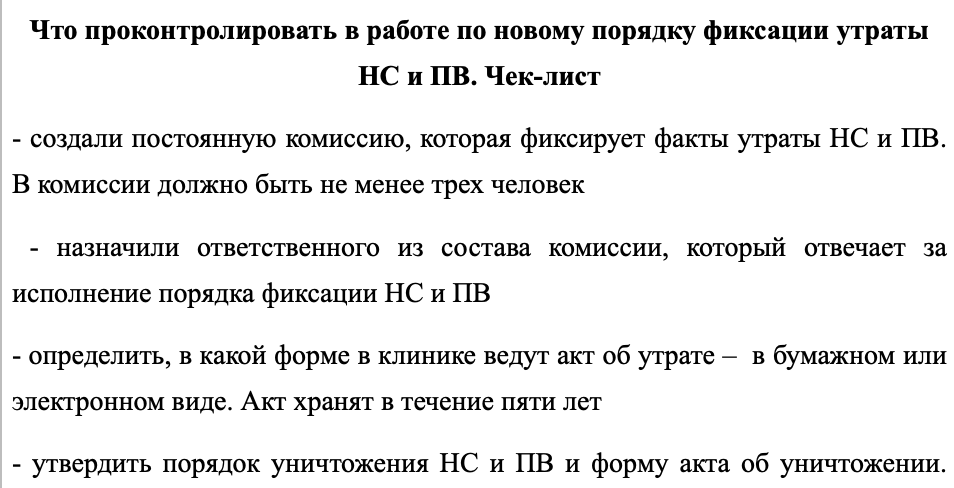 Что проконтролировать в работе по новому порядку фиксации утраты
НС и ПВ. Чек-лист
- создали постоянную комиссию, которая фиксирует факты утраты НС и ПВ.
В комиссии должно быть не менее трех человек
- назначили ответственного из состава комиссии, который отвечает за
исполнение порядка фиксации НС и ПВ
- определить, в какой форме в клинике ведут акт об утрате – в бумажном или
электронном виде. Акт хранят в течение пяти лет
- утвердить порядок уничтожения НС и ПВ и форму акта об уничтожении.